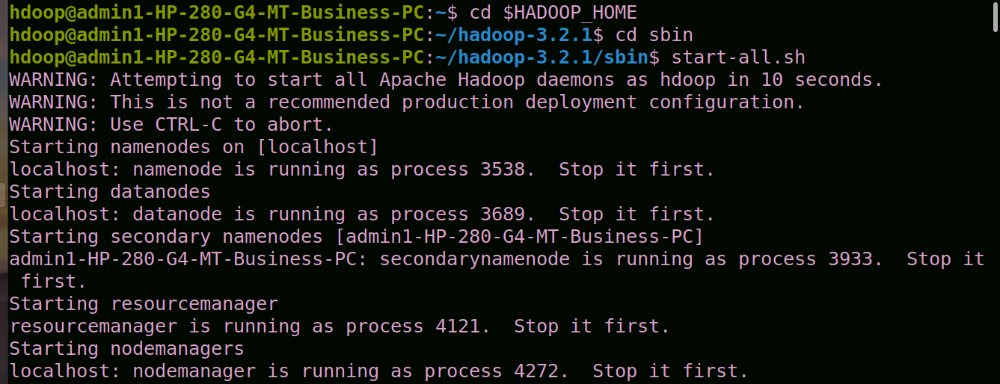 hdoop@admin1-HP-280-G4-MT-Business-PC:~$ cd $HADOOP_HOME
hdoop@admin1-HP-280-G4-MT-Business-PC:~/hadoop-3.2.1$ cd sbin
hdoop@admin1-HP-280-G4-MT-Business-PC:~/hadoop-3.2.1/sbin$ start-all.sh
WARNING: Attempting to start all Apache Hadoop daemons as hdoop in 10 seconds.
WARNING: This is not a recommended production deployment configuration.
WARNING: Use CTRL-C to abort.
Starting namenodes on [localhost]
localhost: namenode is running as process 3538.  Stop it first.
Starting datanodes
localhost: datanode is running as process 3689.  Stop it first.
Starting secondary namenodes [admin1-HP-280-G4-MT-Business-PC]
admin1-HP-280-G4-MT-Business-PC: secondarynamenode is running as process 3933.  Stop it
 first.
Starting resourcemanager
resourcemanager is running as process 4121.  Stop it first.
Starting nodemanagers
localhost: nodemanager is running as process 4272.  Stop it first.